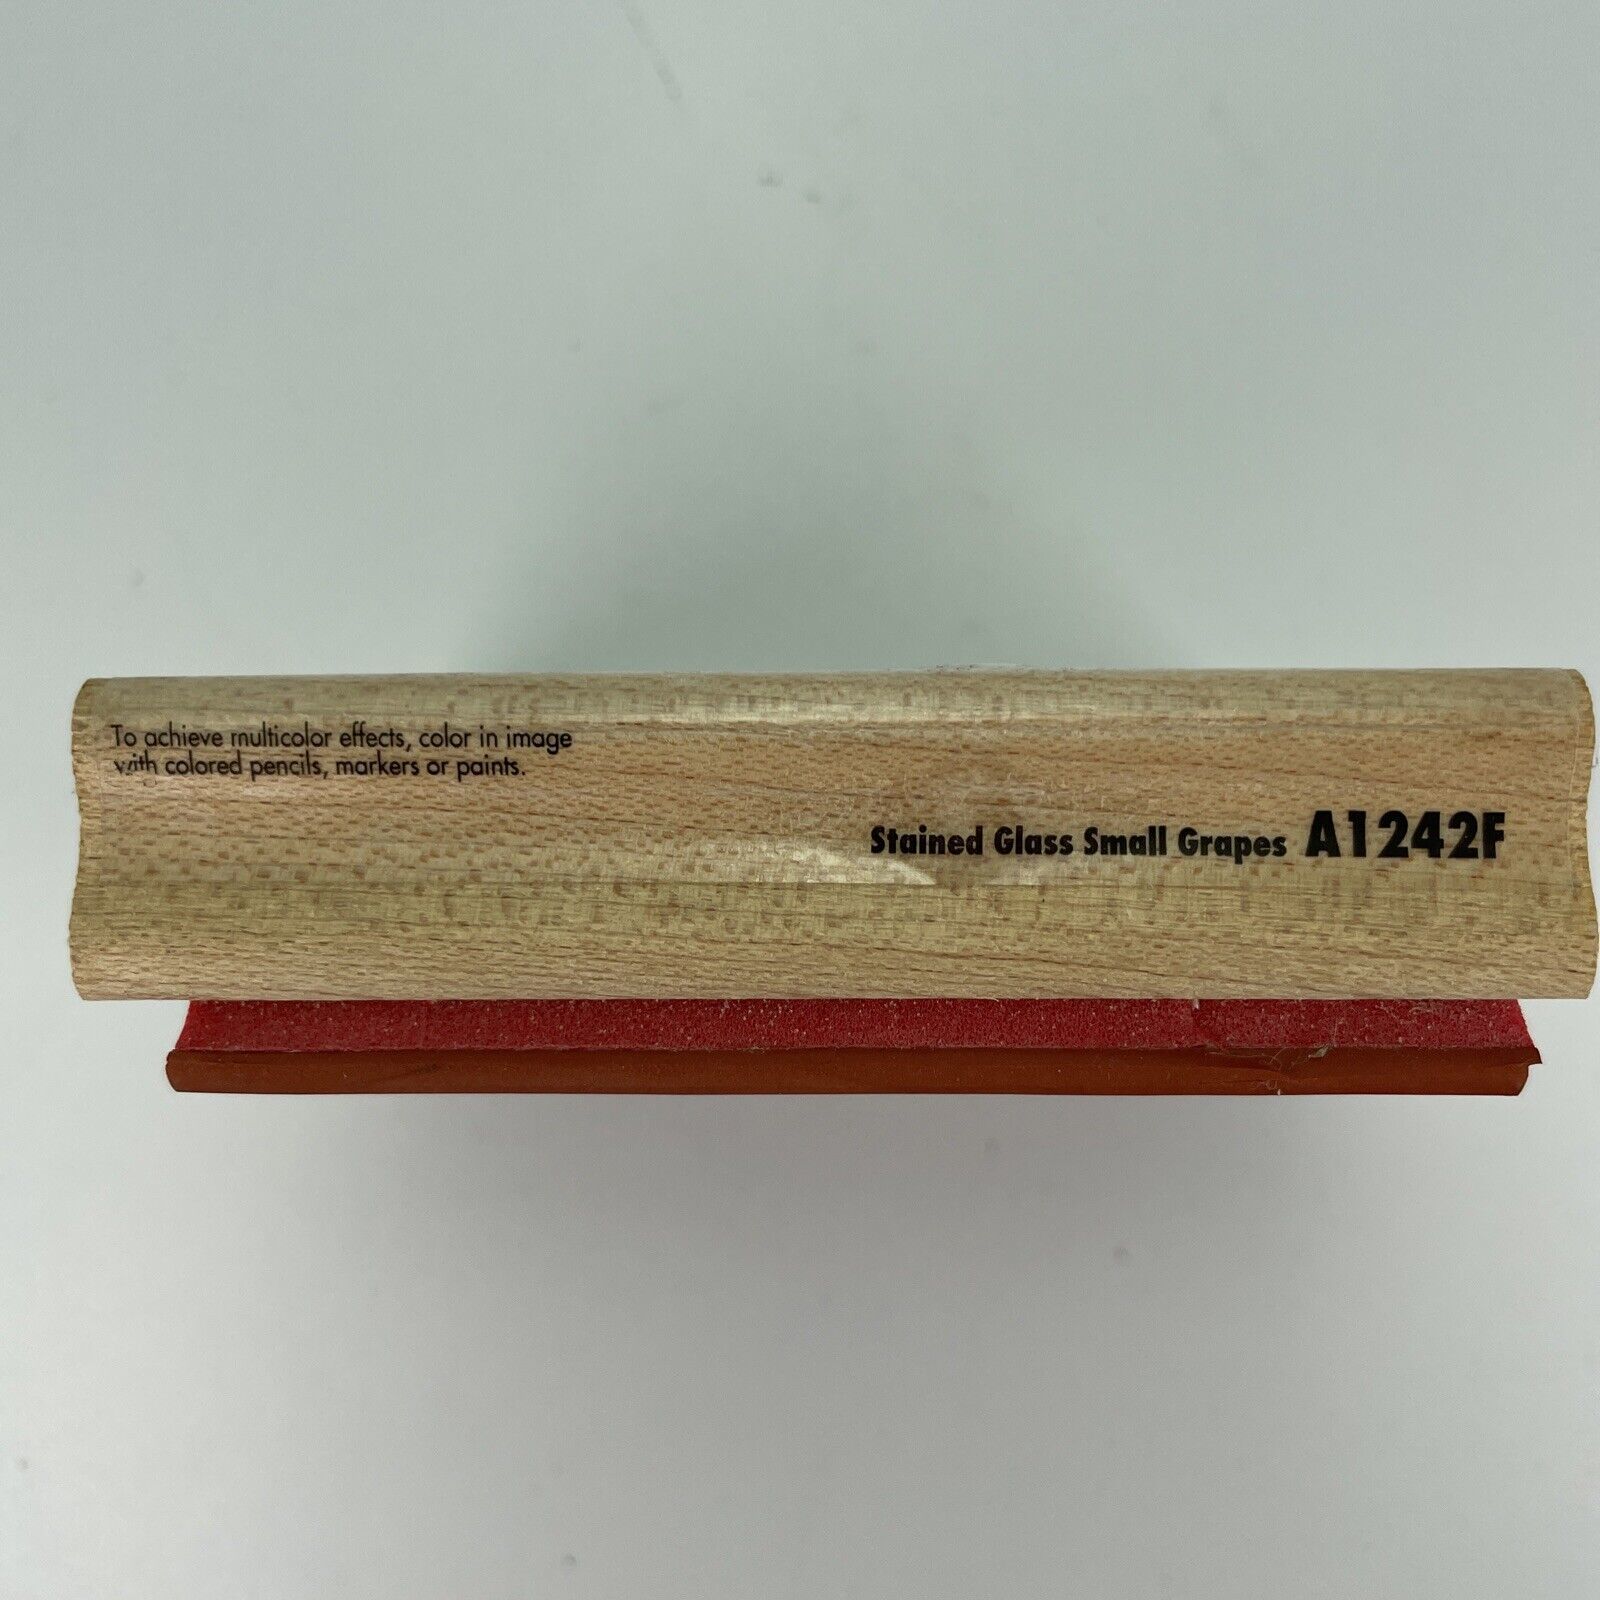 To achieve multicolor effects, color in image
with colored pencils, markers or paints.
Stained Glass Small Grapes A1242F